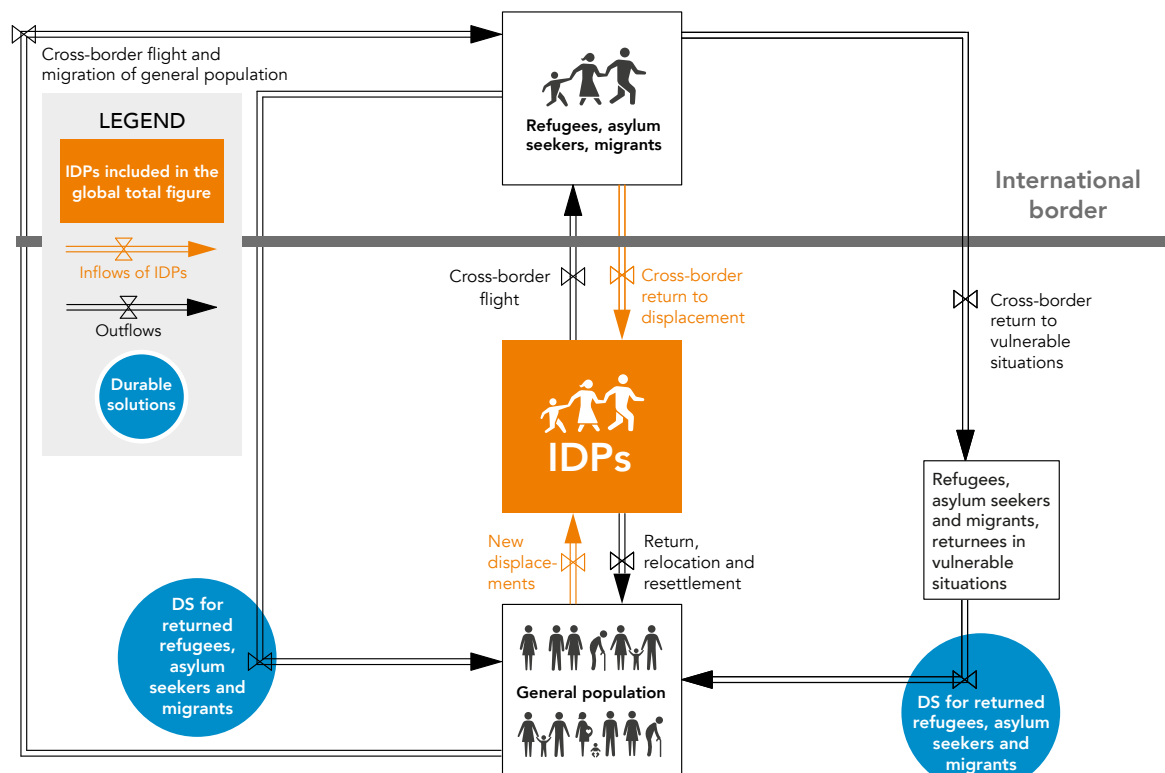 Cross-border flight and
migration of general population
LEGEND
IDPs included in the
global total figure
Inflows of IDPs
Outflows
Durable
solutions
Refugees, asylum
seekers, migrants
International
border
Cross-border
flight
Cross-border
return to
displacement
Cross-border
return to
vulnerable
situations
IDPs
Refugees,
asylum seekers
and migrants,
returnees in
vulnerable
situations
New
displace-
ments
Return,
relocation and
resettlement
DS for
returned
refugees,
asylum
seekers and
migrants
General population
DS for returned
refugees, asylum
seekers and
migrants